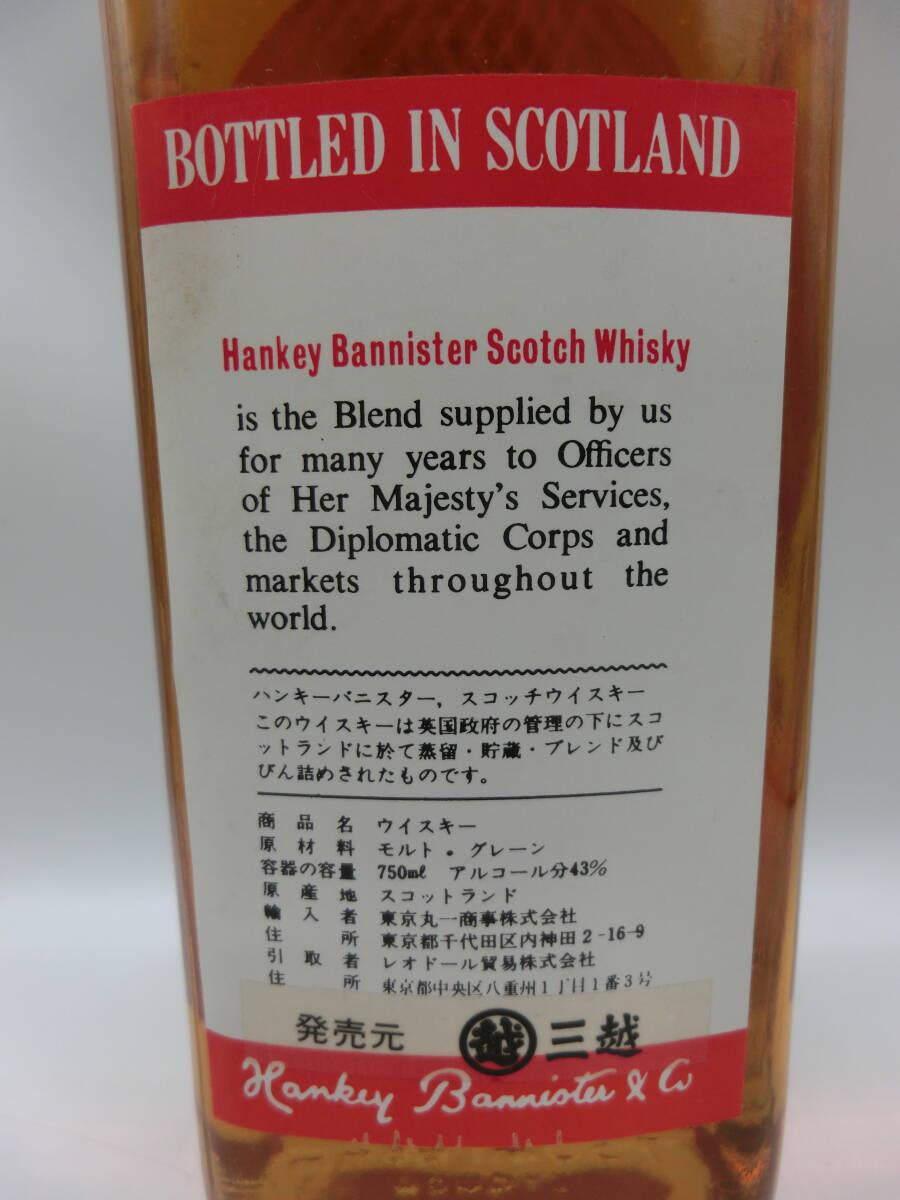 BOTTLED IN SCOTLAND
Hankey Bannister Scotch Whisky
is the Blend supplied by us
for many years to Officers
of Her Majesty's Services,
the Diplomatic Corps and
markets throughout the
world.
ハンキーバニスター，スコッチウイスキー
このウイスキーは英国政府の管理の下にスコ
ットランドに於て蒸留・貯蔵・ブレンド及び
びん詰めされたものです。
商品名 ウイスキー
原材料 モルト・グレーン
容器の容量 750mℓ アルコール分43%
原産地 スコットランド
輸入者 東京丸一商事株式会社
住所 東京都千代田区内神田2-16-9
引取者 レオドール貿易株式会社
住所 東京都中央区八重州1丁目1番3号
発売元 越 三越
Hankey Bannister & Co